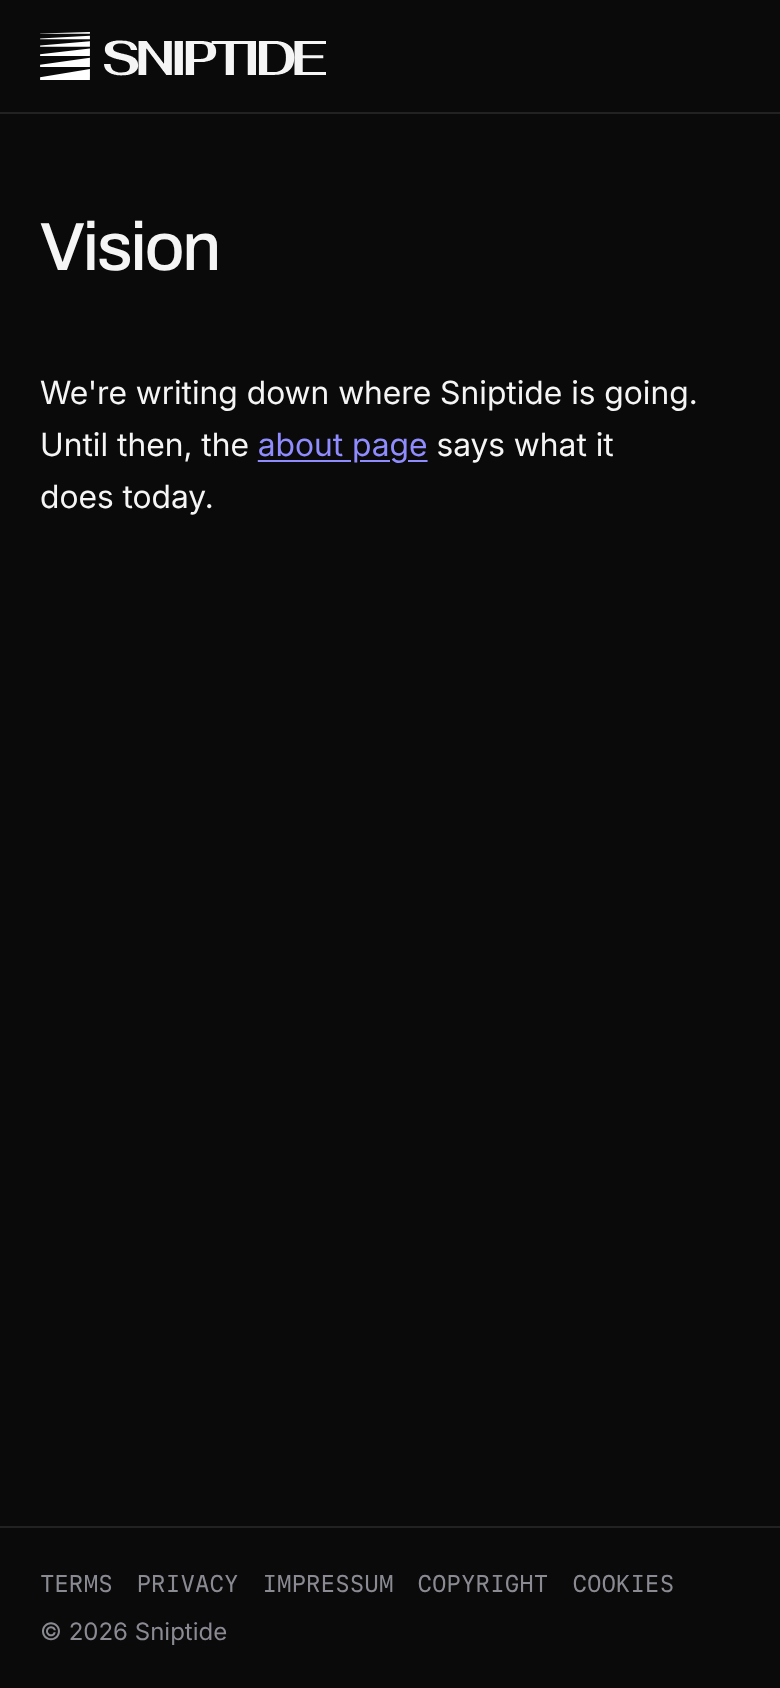 SNIPTIDE
Vision
We're writing down where Sniptide is going.
Until then, the about page says what it
does today.
TERMS PRIVACY IMPRESSUM COPYRIGHT COOKIES
© 2026 Sniptide